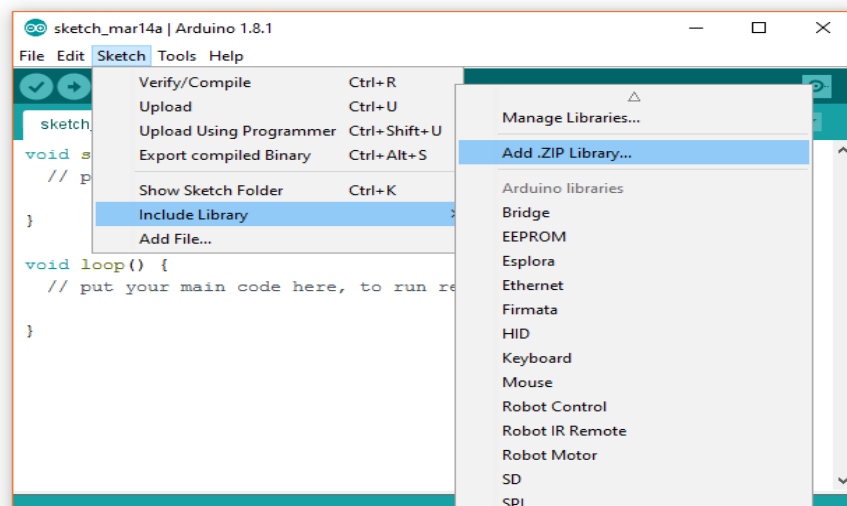 sketch_mar14a | Arduino 1.8.1
File Edit Sketch Tools Help
Verify/Compile Ctrl+R
Upload Ctrl+U
Upload Using Programmer Ctrl+Shift+U
Export compiled Binary Ctrl+Alt+S
Show Sketch Folder Ctrl+K
Include Library
Add File...
Manage Libraries...
Add .ZIP Library...
Arduino libraries
Bridge
EEPROM
Esplora
Ethernet
Firmata
HID
Keyboard
Mouse
Robot Control
Robot IR Remote
Robot Motor
SD
SPI
sketch_
void s
// p
}
void loop() {
// put your main code here, to run re
}